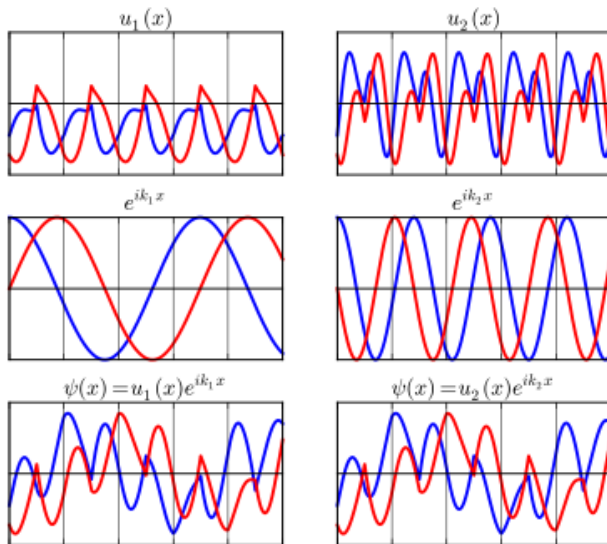 u₁(x)
u₂(x)
e^{ik₁x}
e^{ik₂x}
ψ(x)=u₁(x)e^{ik₁x}
ψ(x)=u₂(x)e^{ik₂x}